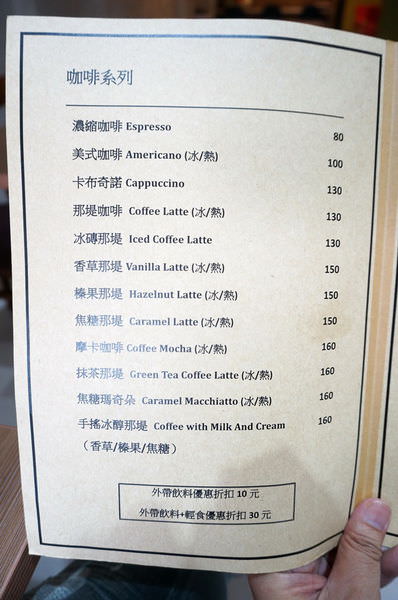 咖啡系列
濃縮咖啡 Espresso 80
美式咖啡 Americano (冰/熱) 100
卡布奇諾 Cappuccino 130
那堤咖啡 Coffee Latte (冰/熱) 130
冰磚那堤 Iced Coffee Latte 130
香草那堤 Vanilla Latte (冰/熱) 150
榛果那堤 Hazelnut Latte (冰/熱) 150
焦糖那堤 Caramel Latte (冰/熱) 150
摩卡咖啡 Coffee Mocha (冰/熱) 160
抹茶那堤 Green Tea Coffee Latte (冰/熱) 160
焦糖瑪奇朵 Caramel Macchiatto (冰/熱) 160
手搖冰醇那堤 Coffee with Milk And Cream 160
（香草/榛果/焦糖）
外帶飲料優惠折扣 10 元
外帶飲料+輕食優惠折扣 30 元